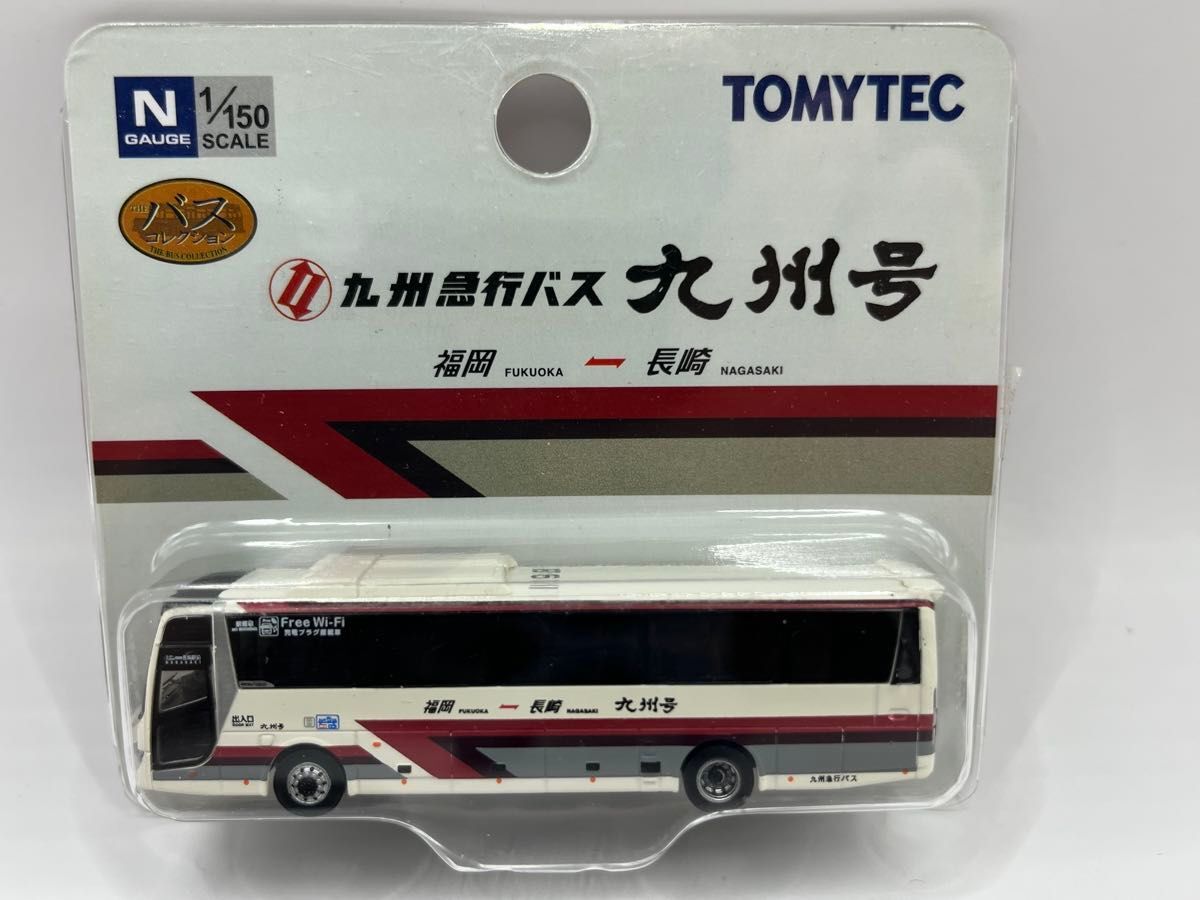 N
GAUGE
1/150
SCALE
TOMYTEC
THE
バス
コレクション
THE BUS COLLECTION
九州急行バス 九州号
福岡 FUKUOKA 長崎 NAGASAKI
8611
Free Wi-Fi
充電プラグ搭載車
NAGASAKI
福岡 FUKUOKA 長崎 NAGASAKI 九州号
出入口
九州号
九州急行バス